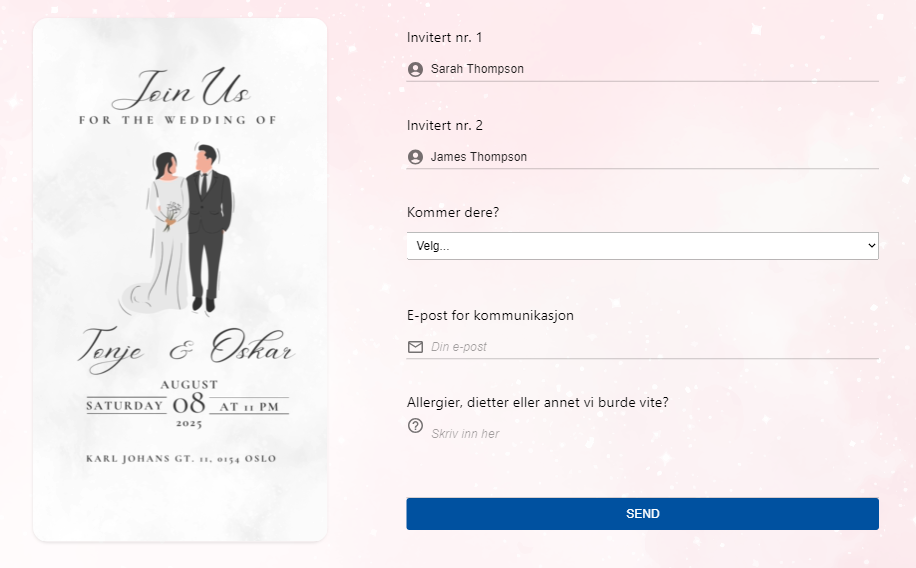 Join Us
FOR THE WEDDING OF
Tonje & Oskar
AUGUST
SATURDAY 08 AT 11 PM
2025
KARL JOHANS GT. 11, 0154 OSLO
Invitert nr. 1
Sarah Thompson
Invitert nr. 2
James Thompson
Kommer dere?
Velg...
E-post for kommunikasjon
Din e-post
Allergier, dietter eller annet vi burde vite?
Skriv inn her
SEND